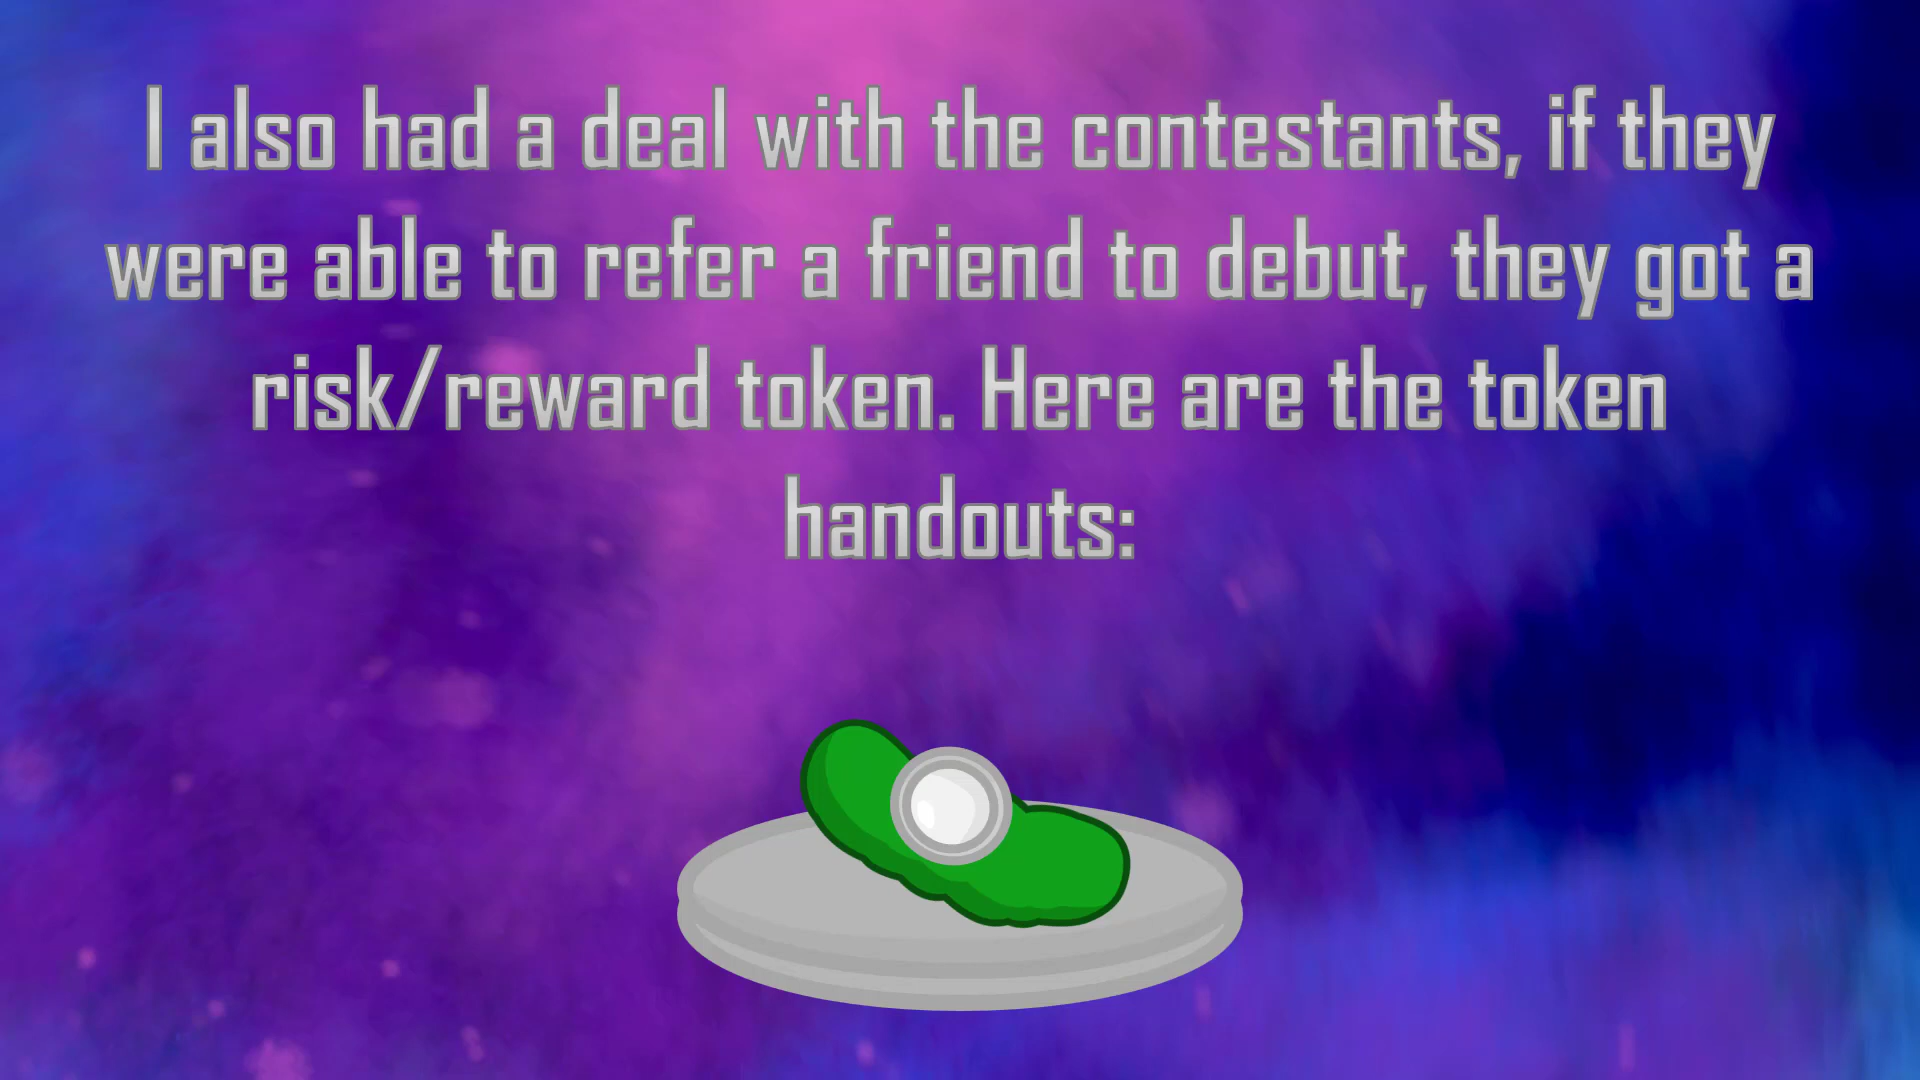 I also had a deal with the contestants, if they
were able to refer a friend to debut, they got a
risk/reward token. Here are the token
handouts: